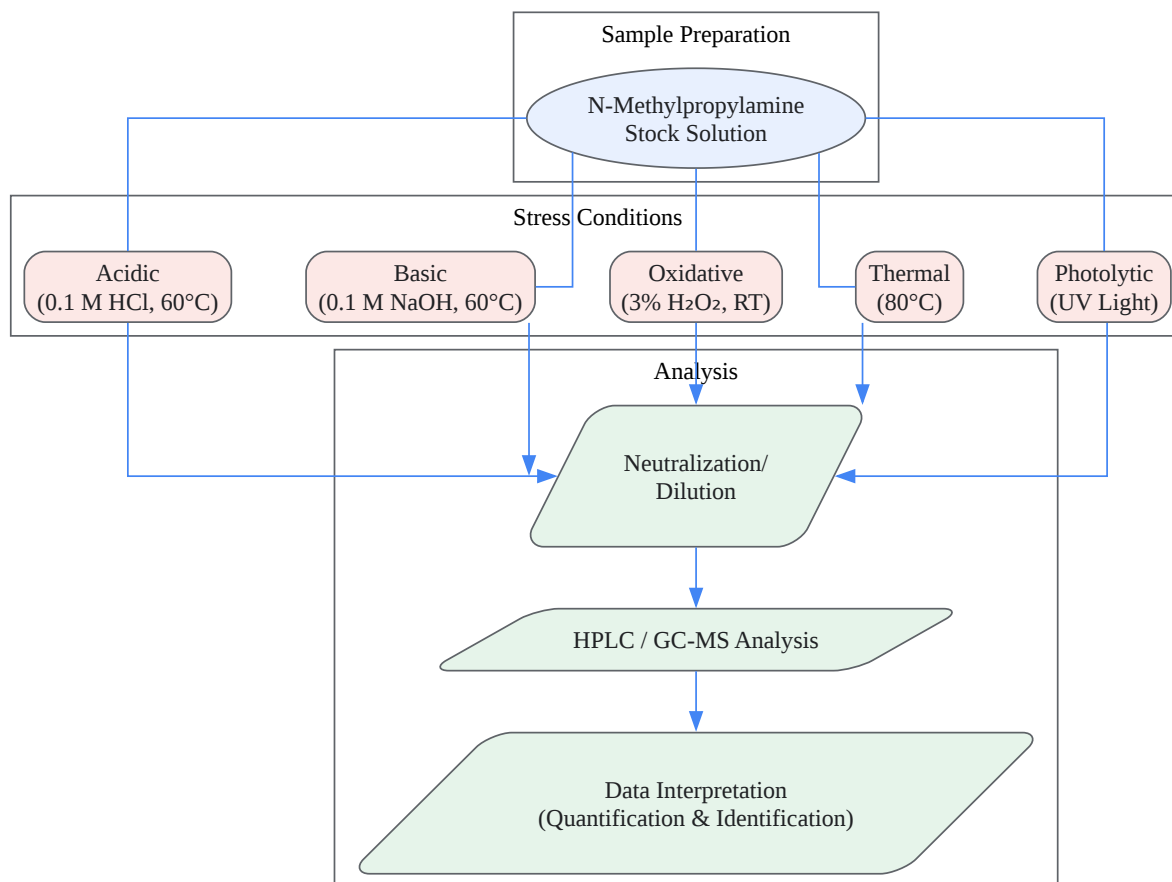 Sample Preparation
N-Methylpropylamine
Stock Solution
Stress Conditions
Acidic
(0.1 M HCl, 60°C)
Basic
(0.1 M NaOH, 60°C)
Oxidative
(3% H₂O₂, RT)
Thermal
(80°C)
Photolytic
(UV Light)
Analysis
Neutralization/
Dilution
HPLC / GC-MS Analysis
Data Interpretation
(Quantification & Identification)